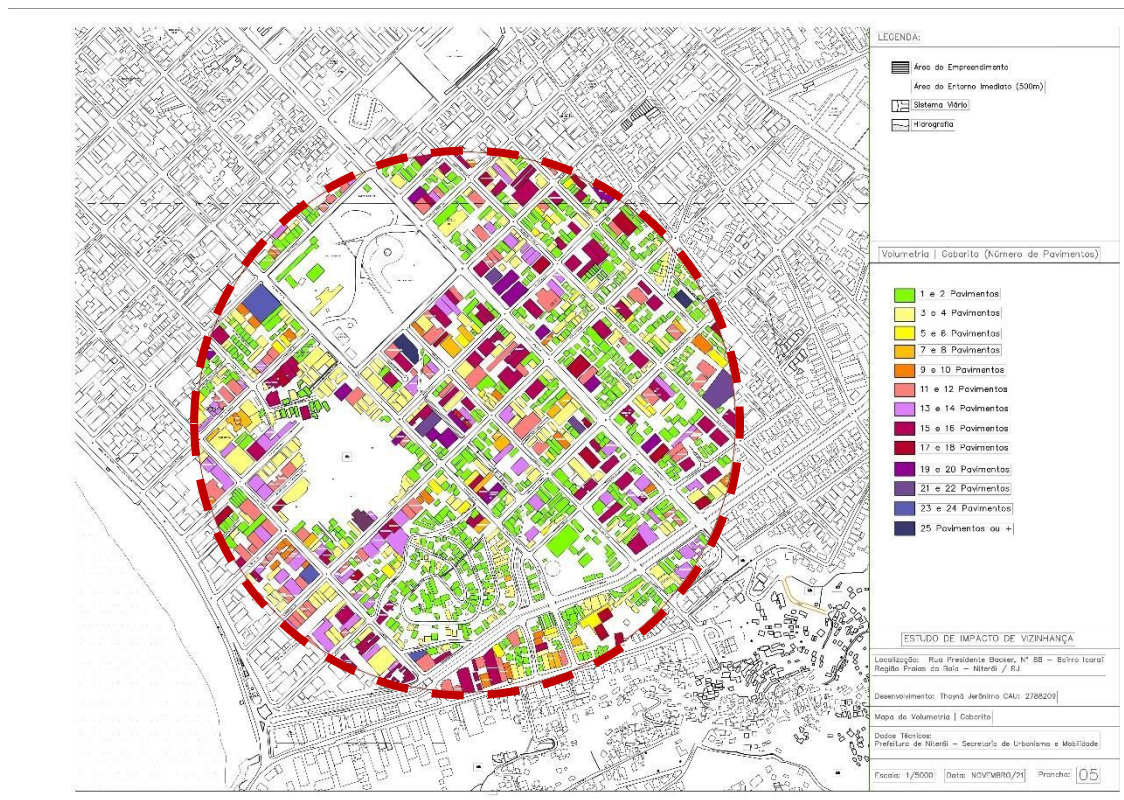 LEGENDA:
Área do Empreendimento
Área do Entorno Imediato (500m)
Sistema Viário
Hidrografia
Volumetria | Gabarito (Número de Pavimentos)
1 e 2 Pavimentos
3 e 4 Pavimentos
5 e 6 Pavimentos
7 e 8 Pavimentos
9 e 10 Pavimentos
11 e 12 Pavimentos
13 e 14 Pavimentos
15 e 16 Pavimentos
17 e 18 Pavimentos
19 e 20 Pavimentos
21 e 22 Pavimentos
23 e 24 Pavimentos
25 Pavimentos ou +
ESTUDO DE IMPACTO DE VIZINHANÇA
Localização: Rua Presidente Backer, N° 88 – Bairro Icaraí
Região Praias da Baía – Niterói / RJ
Desenvolvimento: Thayná Jerônimo CAU: 2788209
Mapa de Volumetria | Gabarito
Dados Técnicos:
Prefeitura de Niterói – Secretaria de Urbanismo e Mobilidade
Escala: 1/5000 Data: NOVEMBRO/21 Prancha: 05